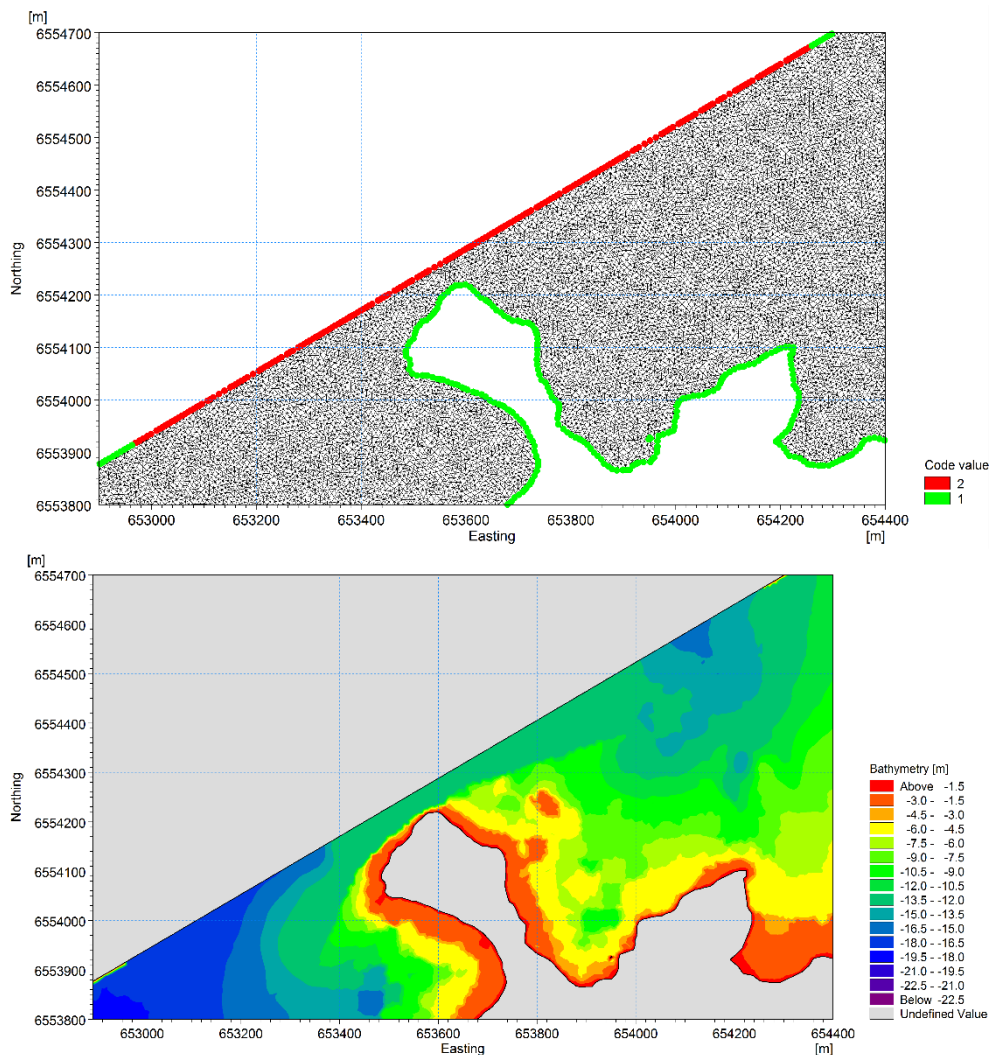 [m]
6554700
6554600
6554500
6554400
6554300
6554200
6554100
6554000
6553900
6553800
Northing
653000 653200 653400 653600 653800 654000 654200 654400
Easting
[m]
Code value
2
1
[m]
6554700
6554600
6554500
6554400
6554300
6554200
6554100
6554000
6553900
6553800
Northing
653000 653200 653400 653600 653800 654000 654200 654400
Easting
[m]
Bathymetry [m]
Above -1.5
-3.0 - -1.5
-4.5 - -3.0
-6.0 - -4.5
-7.5 - -6.0
-9.0 - -7.5
-10.5 - -9.0
-12.0 - -10.5
-13.5 - -12.0
-15.0 - -13.5
-16.5 - -15.0
-18.0 - -16.5
-19.5 - -18.0
-21.0 - -19.5
-22.5 - -21.0
Below -22.5
Undefined Value